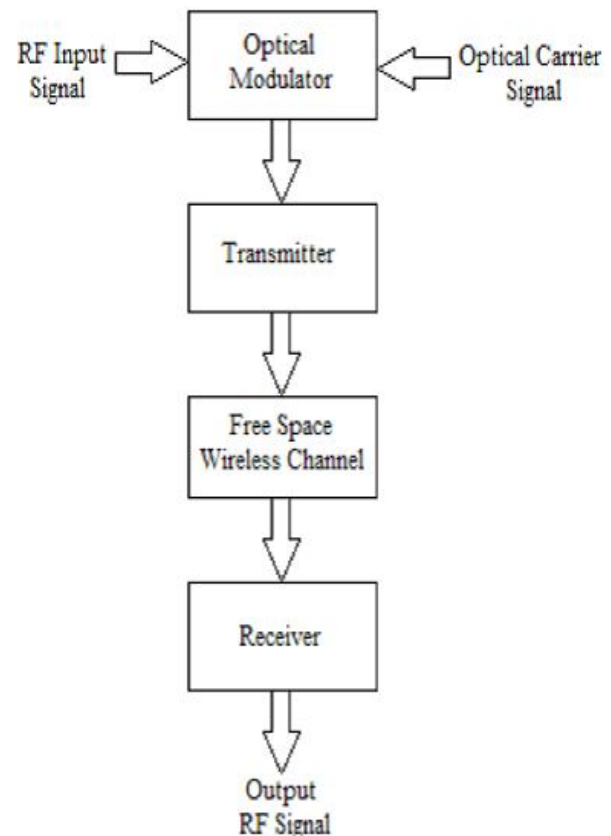 RF Input
Signal
Optical
Modulator
Optical Carrier
Signal
Transmitter
Free Space
Wireless Channel
Receiver
Output
RF Signal